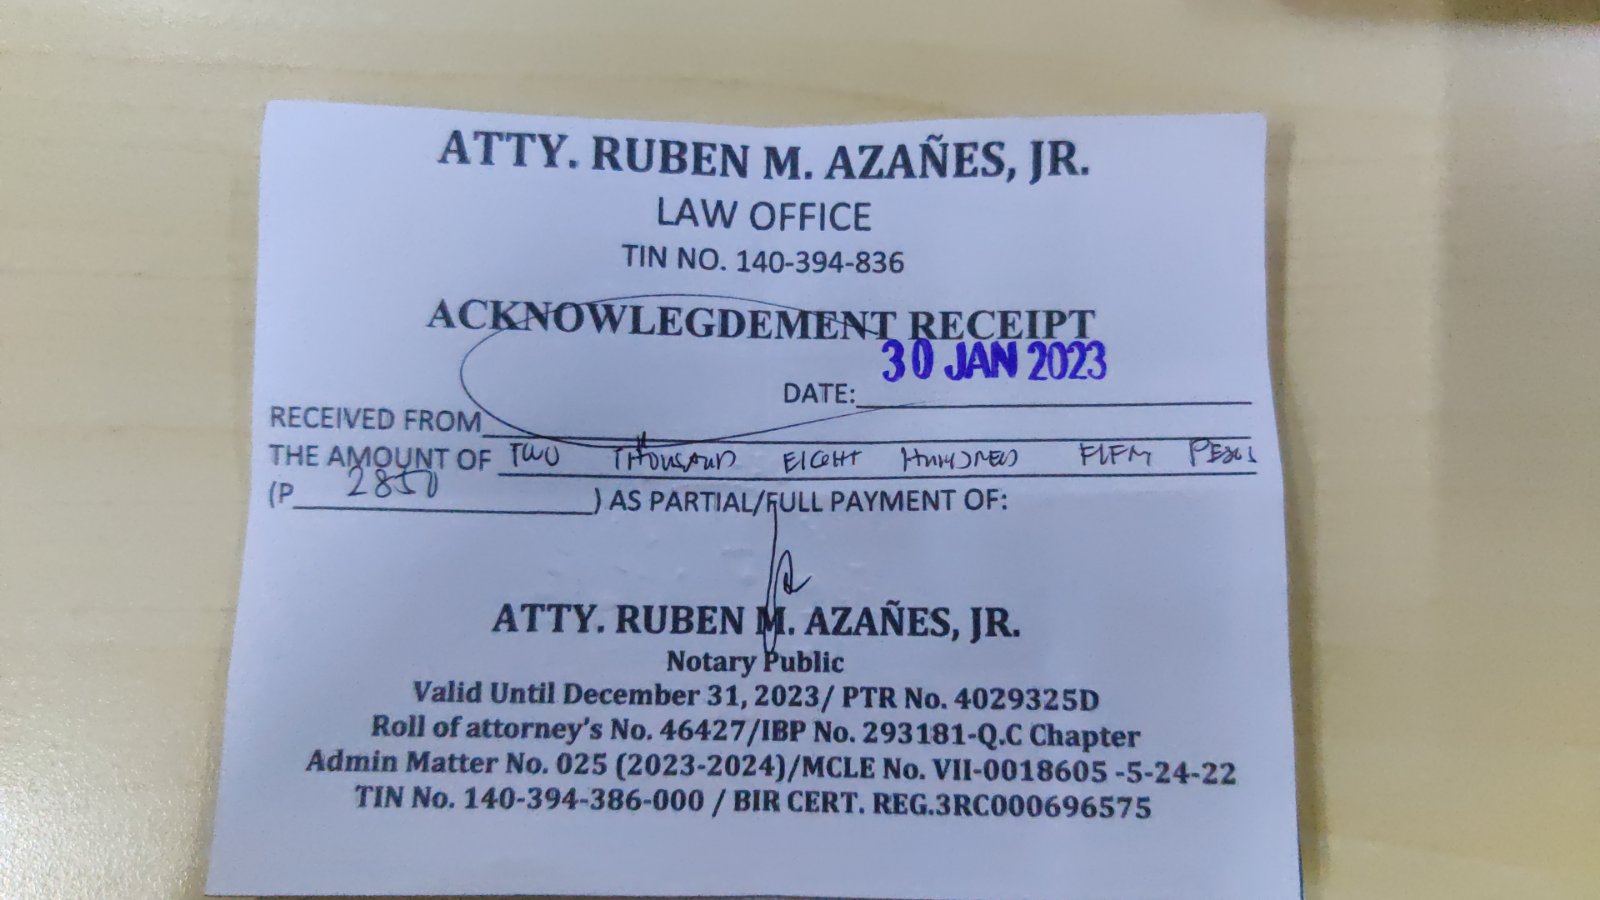 ATTY. RUBEN M. AZAÑES, JR.
LAW OFFICE
TIN NO. 140-394-836
ACKNOWLEGDEMENT RECEIPT
30 JAN 2023
DATE:
RECEIVED FROM
THE AMOUNT OF TWO THOUSAND EIGHT HUNDRED PESOS
(P 2850 ) AS PARTIAL/FULL PAYMENT OF:
ATTY. RUBEN M. AZAÑES, JR.
Notary Public
Valid Until December 31, 2023/ PTR No. 4029325D
Roll of attorney's No. 46427/IBP No. 293181-Q.C Chapter
Admin Matter No. 025 (2023-2024)/MCLE No. VII-0018605 -5-24-22
TIN No. 140-394-386-000 / BIR CERT. REG.3RC000696575